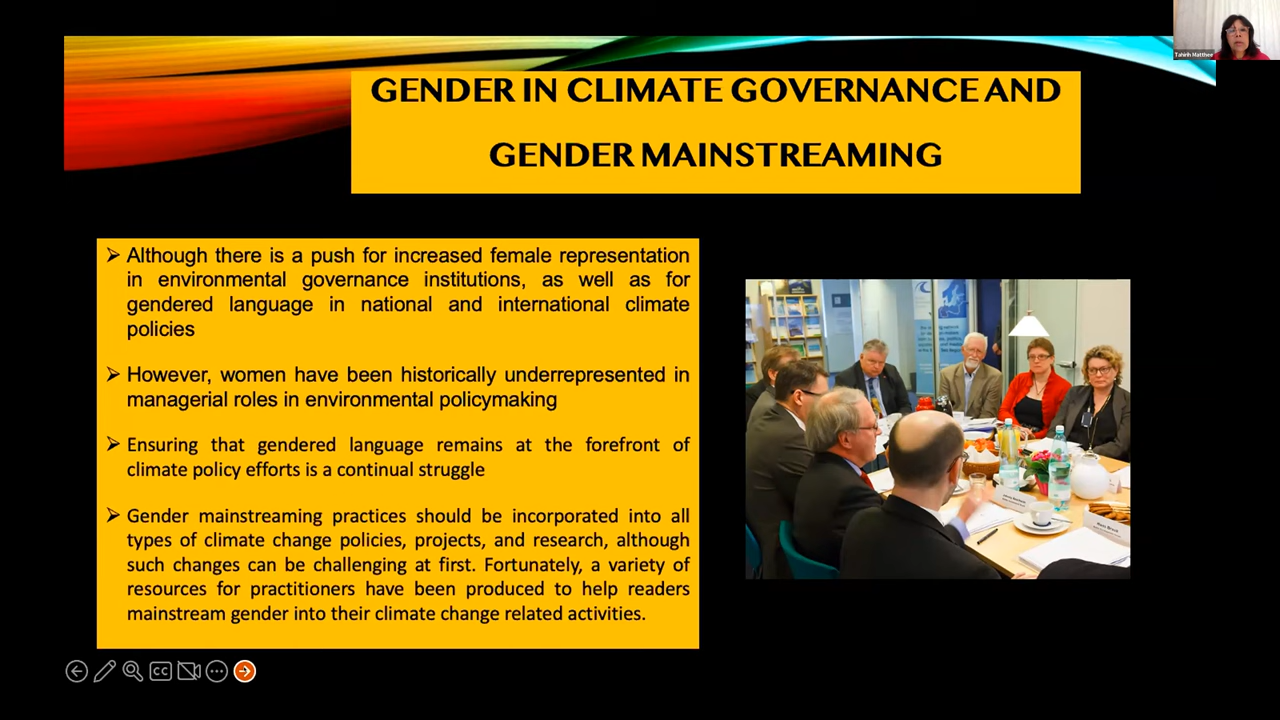 Tahirih Matthee
GENDER IN CLIMATE GOVERNANCE AND
GENDER MAINSTREAMING
➢ Although there is a push for increased female representation
in environmental governance institutions, as well as for
gendered language in national and international climate
policies
➢ However, women have been historically underrepresented in
managerial roles in environmental policymaking
➢ Ensuring that gendered language remains at the forefront of
climate policy efforts is a continual struggle
➢ Gender mainstreaming practices should be incorporated into all
types of climate change policies, projects, and research, although
such changes can be challenging at first. Fortunately, a variety of
resources for practitioners have been produced to help readers
mainstream gender into their climate change related activities.
CC